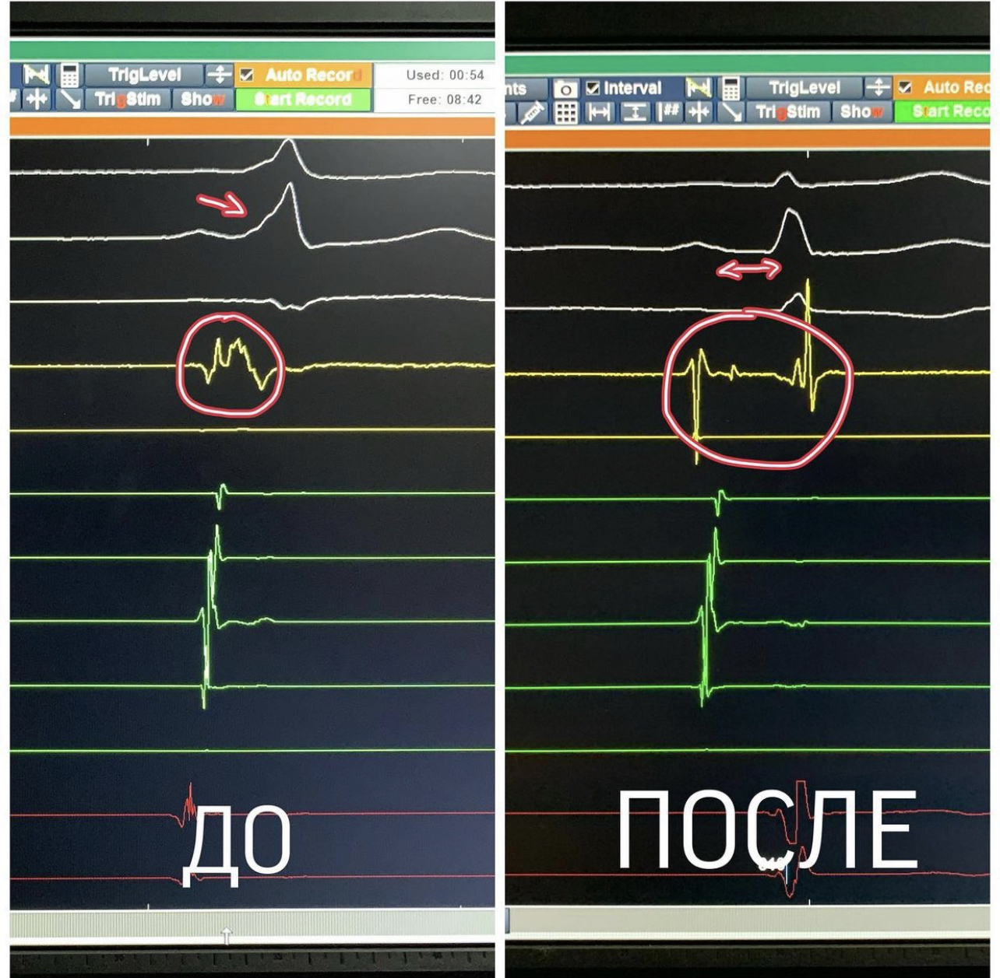 TrigLevel
Auto Record
Used: 00:54
TrigStim
Show
Start Record
Free: 08:42
ДО
Interval
TrigLevel
Auto Rec
nts
##
TrigStim
Show
Start Reco
ПОСЛЕ